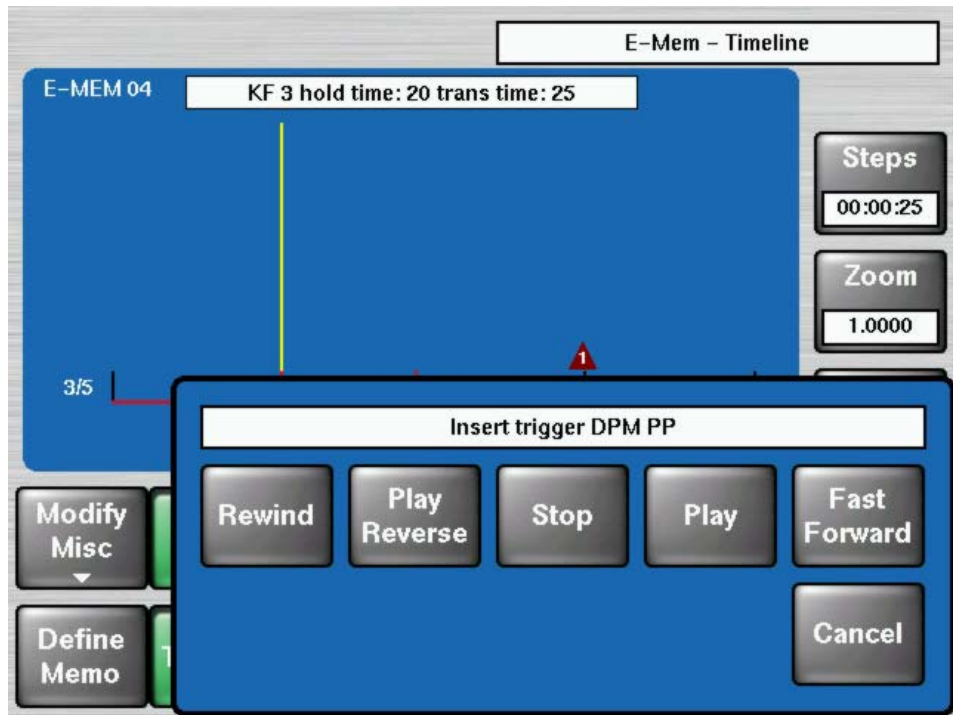 E-Mem - Timeline
E-MEM 04
KF 3 hold time: 20 trans time: 25
Steps
00:00:25
Zoom
1.0000
1
3/5
Insert trigger DPM PP
Rewind
Play
Reverse
Stop
Play
Fast
Forward
Modify
Misc
Cancel
Define
Memo
T